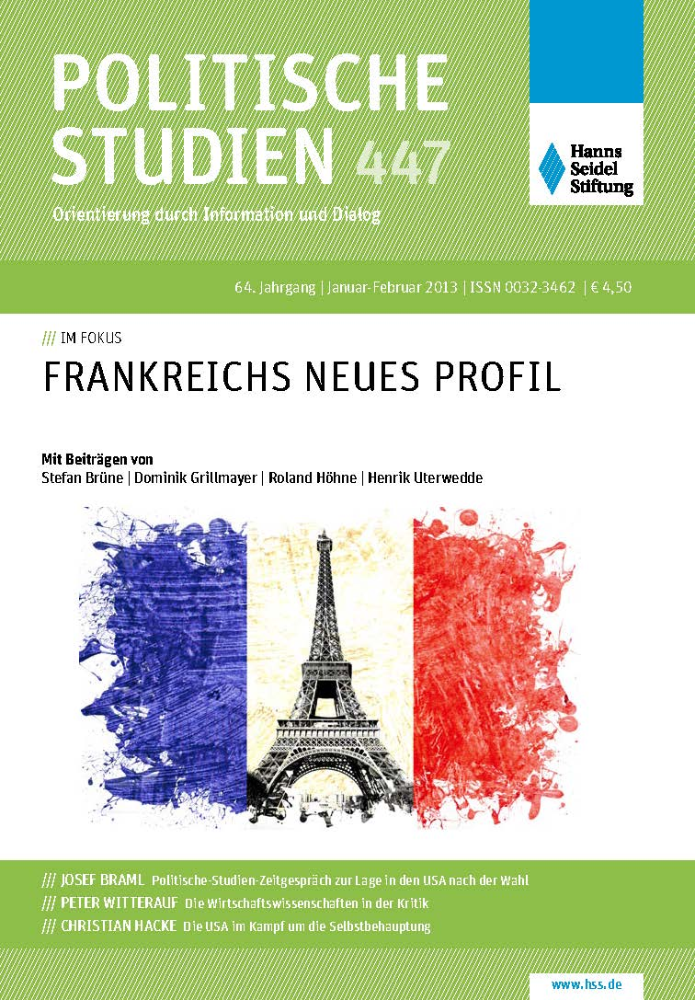 POLITISCHE
STUDIEN 447
Orientierung durch Information und Dialog
Hanns
Seidel
Stiftung
64. Jahrgang | Januar-Februar 2013 | ISSN 0032-3462 | € 4,50
/// IM FOKUS
FRANKREICHS NEUES PROFIL
Mit Beiträgen von
Stefan Brüne | Dominik Grillmayer | Roland Höhne | Henrik Uterwedde
/// JOSEF BRAML Politische-Studien-Zeitgespräch zur Lage in den USA nach der Wahl
/// PETER WITTERAUF Die Wirtschaftswissenschaften in der Kritik
/// CHRISTIAN HACKE Die USA im Kampf um die Selbstbehauptung
www.hss.de